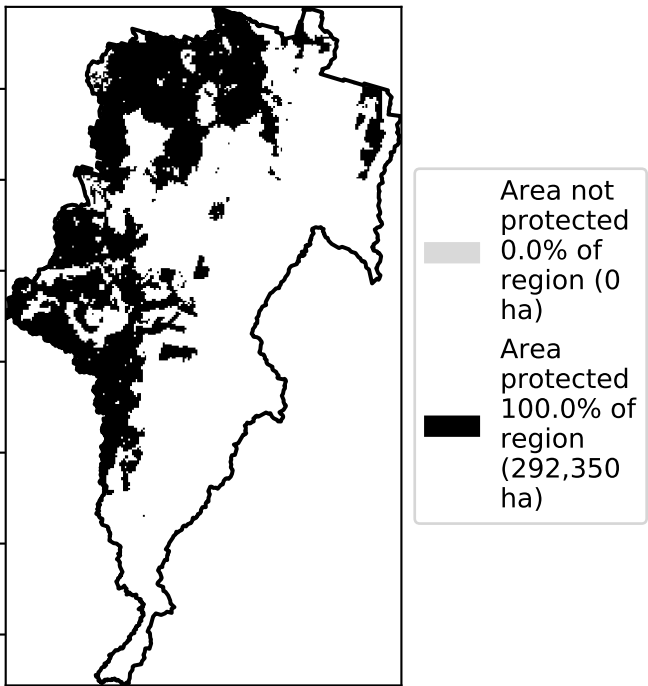 Area not
protected
0.0% of
region (0
ha)
Area
protected
100.0% of
region
(292,350
ha)